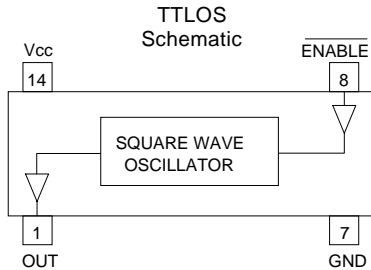 TTLOS
Schematic
Vcc
ENABLE
14
8
SQUARE WAVE
OSCILLATOR
1
7
OUT
GND